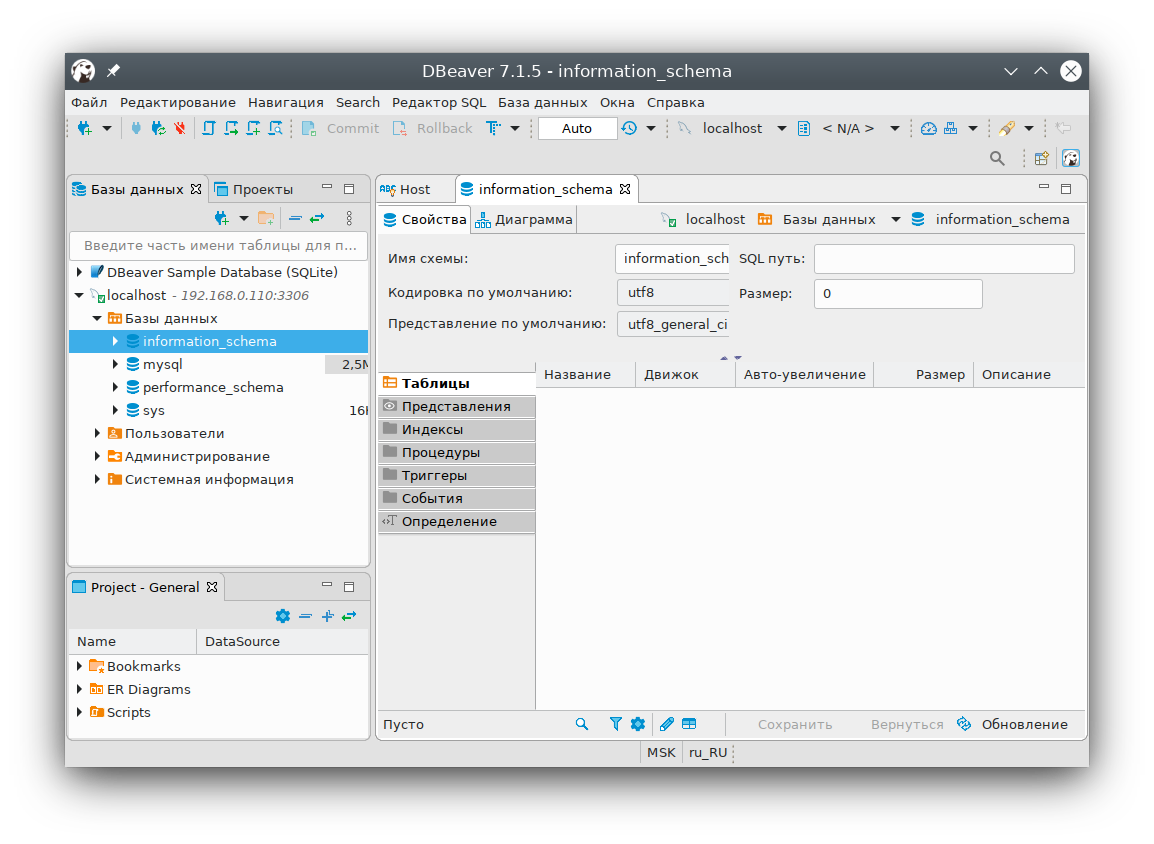 DBeaver 7.1.5 - information_schema
Файл Редактирование Навигация Search Редактор SQL База данных Окна Справка
Commit Rollback Auto localhost < N/A >
Базы данных Проекты
Введите часть имени таблицы для п...
DBeaver Sample Database (SQLite)
localhost - 192.168.0.110:3306
Базы данных
information_schema
mysql 2,5M
performance_schema
sys 16K
Пользователи
Администрирование
Системная информация
Project - General
Name DataSource
Bookmarks
ER Diagrams
Scripts
ABC Host information_schema
Свойства Диаграмма localhost Базы данных information_schema
Имя схемы: information_sch SQL путь:
Кодировка по умолчанию: utf8 Размер: 0
Представление по умолчанию: utf8_general_ci
Таблицы
Представления
Индексы
Процедуры
Триггеры
События
Определение
Название Движок Авто-увеличение Размер Описание
Пусто Сохранить Вернуться Обновление
MSK ru_RU